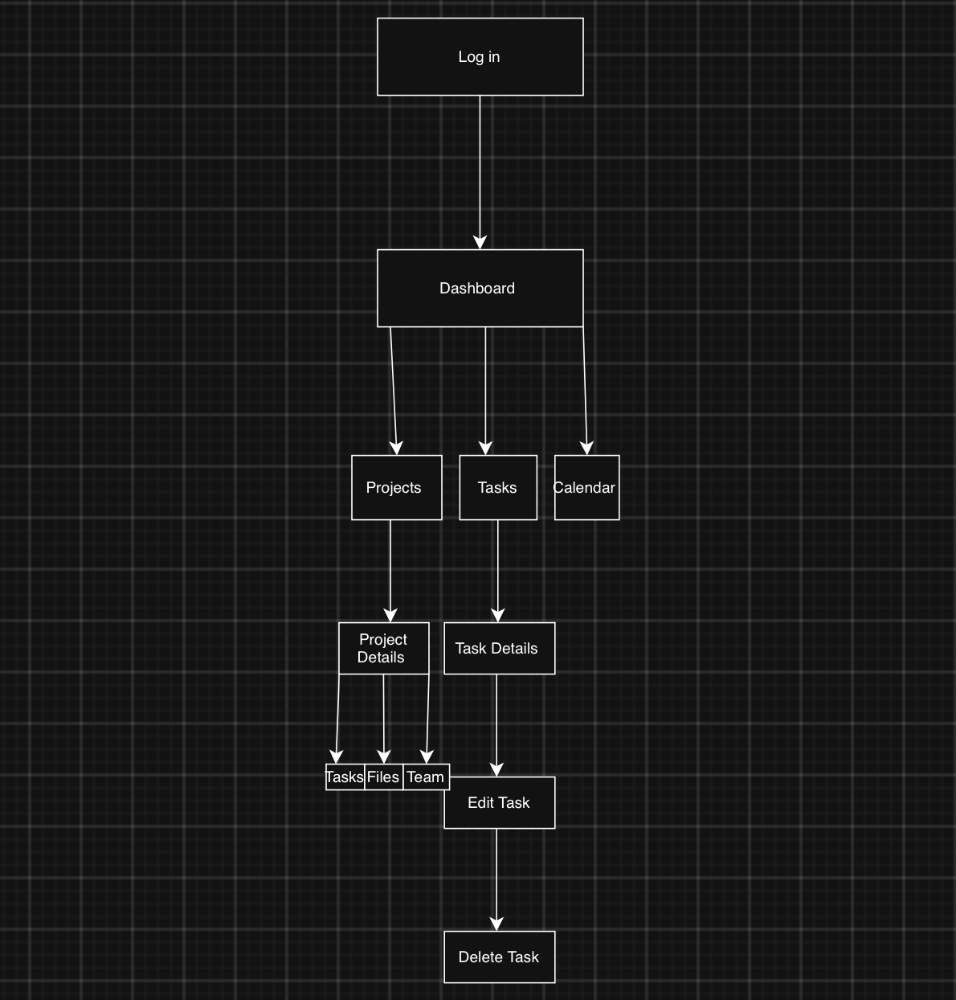 Log in
Dashboard
Projects
Tasks
Calendar
Project
Details
Task Details
Tasks
Files
Team
Edit Task
Delete Task